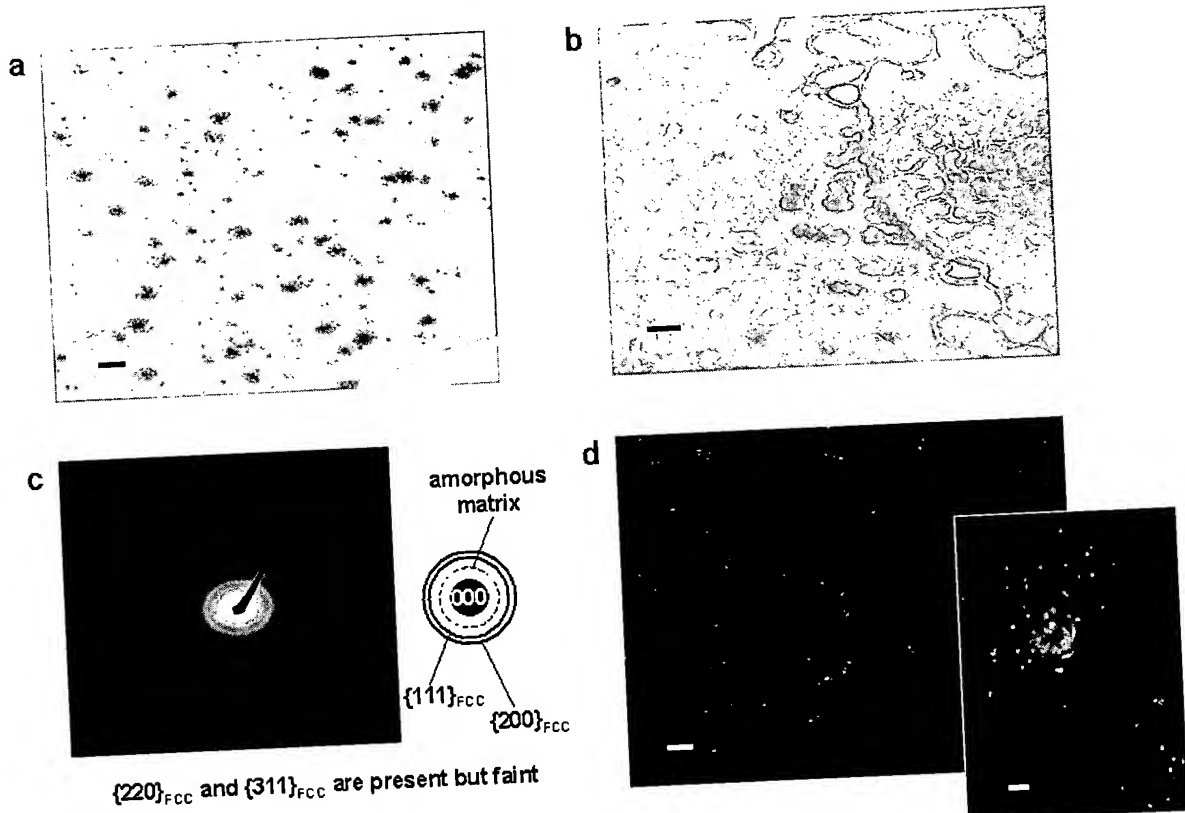 a
b
c
amorphous
matrix
000
{111}FCC
{200}FCC
{220}FCC and {311}FCC are present but faint
d